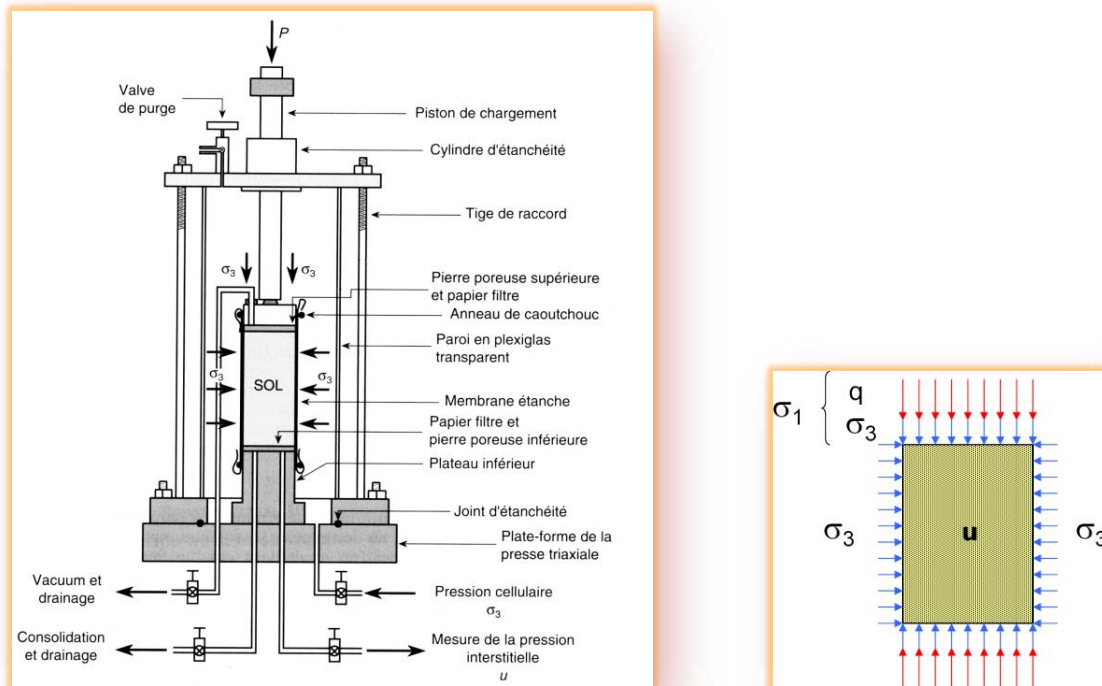 P
Valve
de purge
Piston de chargement
Cylindre d'étanchéité
Tige de raccord
σ3
σ3
Pierre poreuse supérieure
et papier filtre
Anneau de caoutchouc
Paroi en plexiglas
transparent
σ3
σ3
SOL
Membrane étanche
Papier filtre et
pierre poreuse inférieure
Plateau inférieur
Joint d'étanchéité
Plate-forme de la
presse triaxiale
Vacuum et
drainage
Pression cellulaire
σ3
Consolidation
et drainage
Mesure de la pression
interstitielle
u
σ1
q
σ3
σ3
u
σ3